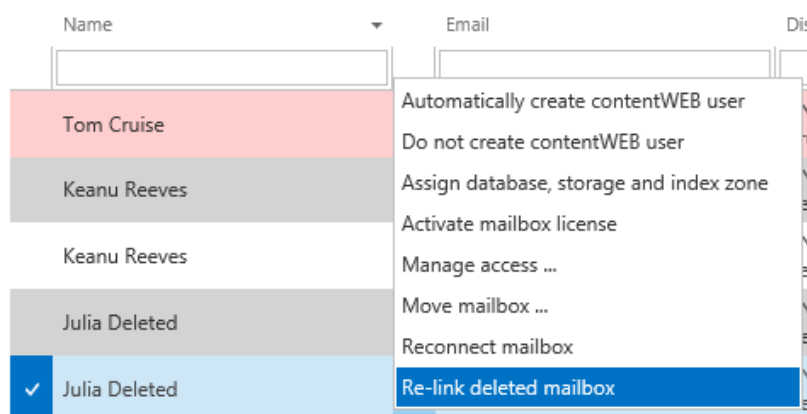 Name
Email
Dis
Automatically create contentWEB user
Tom Cruise
Do not create contentWEB user
Keanu Reeves
Assign database, storage and index zone
Activate mailbox license
Keanu Reeves
Manage access ...
Move mailbox ...
Julia Deleted
Reconnect mailbox
Julia Deleted
Re-link deleted mailbox